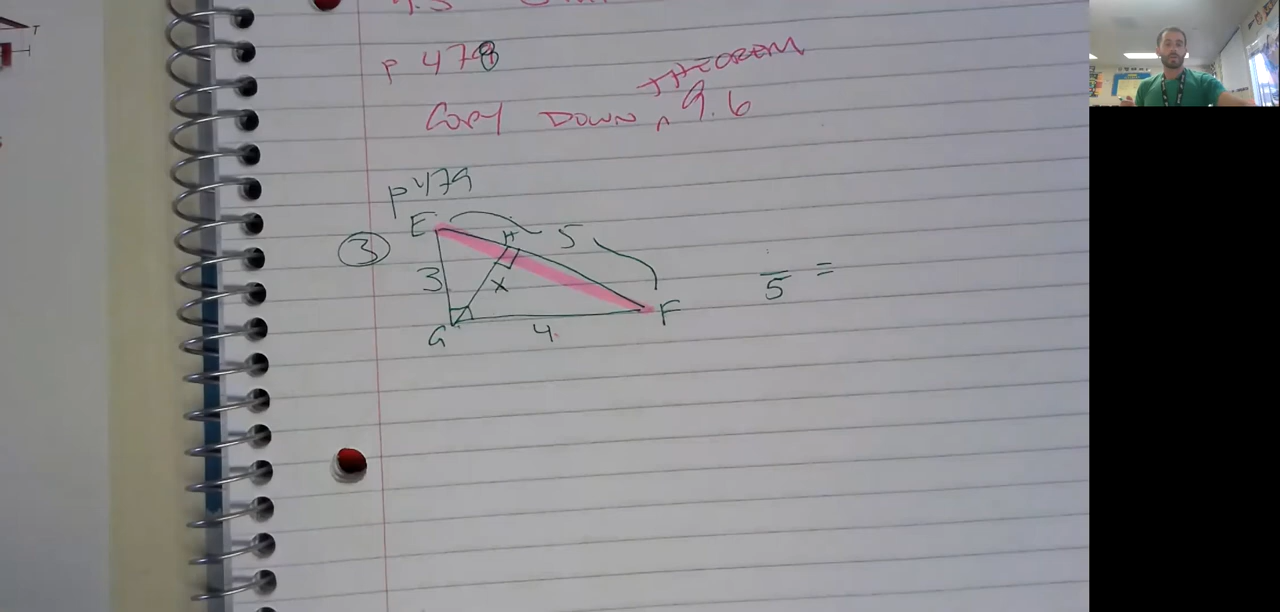 p 478
COPY DOWN ^ THEOREM 9.6
p 479
3
E
H
5
3
x
G
4
F
5 =